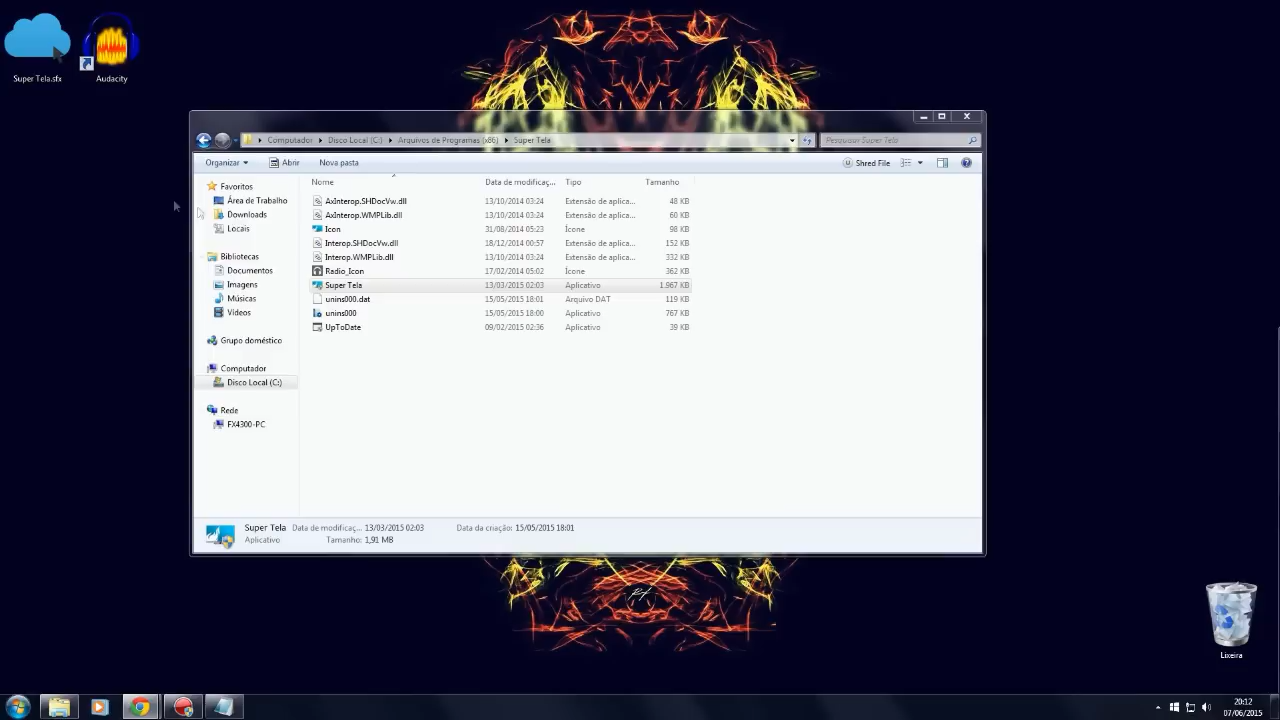 Super Tela.sfx
Audacity
Computador
Disco Local (C:)
Arquivos de Programas (x86)
Super Tela
Pesquisar Super Tela
Organizar
Abrir
Nova pasta
Shred File
Nome
Data de modificaç...
Tipo
Tamanho
Favoritos
Área de Trabalho
Downloads
Locais
Bibliotecas
Documentos
Imagens
Músicas
Vídeos
Grupo doméstico
Computador
Disco Local (C:)
Rede
FX4300-PC
AxInterop.SHDocVw.dll 13/10/2014 03:24 Extensão de aplica... 48 KB
AxInterop.WMPLib.dll 13/10/2014 03:24 Extensão de aplica... 60 KB
Icon 31/08/2014 05:23 Ícone 98 KB
Interop.SHDocVw.dll 18/12/2014 00:57 Extensão de aplica... 152 KB
Interop.WMPLib.dll 13/10/2014 03:24 Extensão de aplica... 332 KB
Radio_Icon 17/02/2014 05:02 Ícone 362 KB
Super Tela 13/03/2015 02:03 Aplicativo 1.967 KB
unins000.dat 15/05/2015 18:01 Arquivo DAT 119 KB
unins000 15/05/2015 18:00 Aplicativo 767 KB
UpToDate 09/02/2015 02:36 Aplicativo 39 KB
Super Tela Data de modificaç... 13/03/2015 02:03 Data da criação: 15/05/2015 18:01
Aplicativo Tamanho: 1,91 MB
Lixeira
20:12
07/06/2015